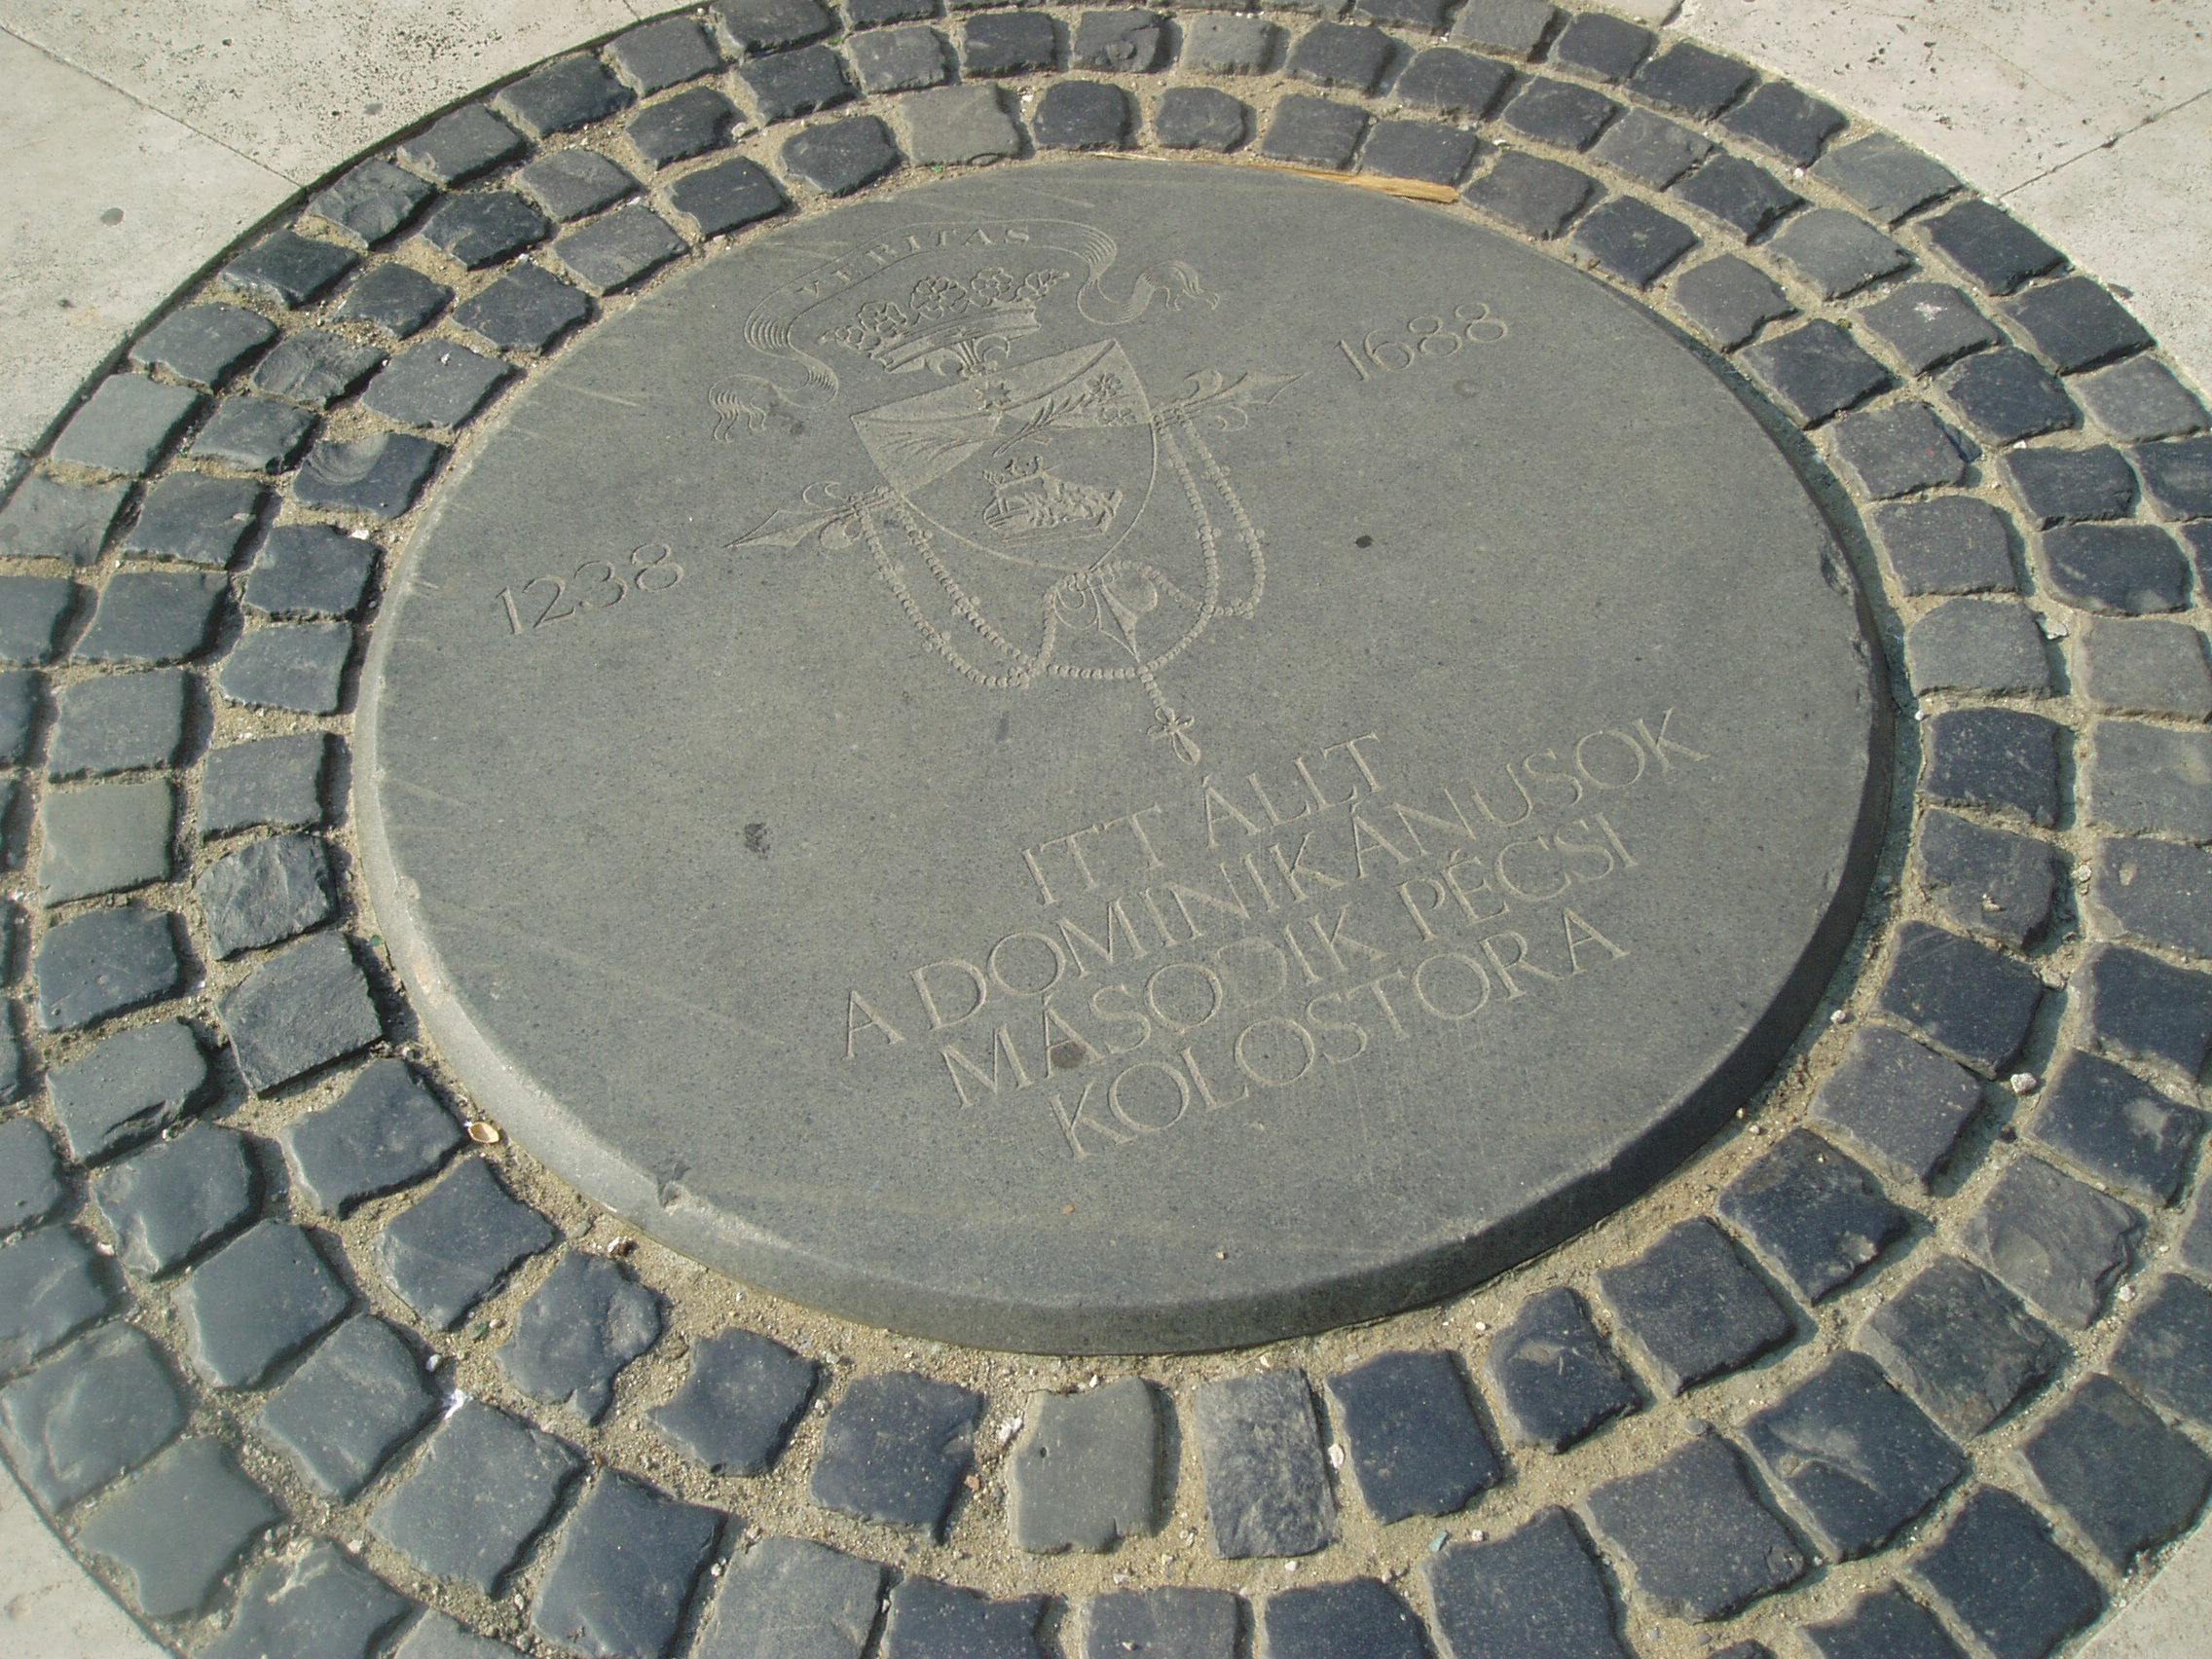 VERITAS
1238 1688
ITT ÁLLT
A DOMINIKÁNUSOK
MÁSODIK PÉCSI
KOLOSTORA